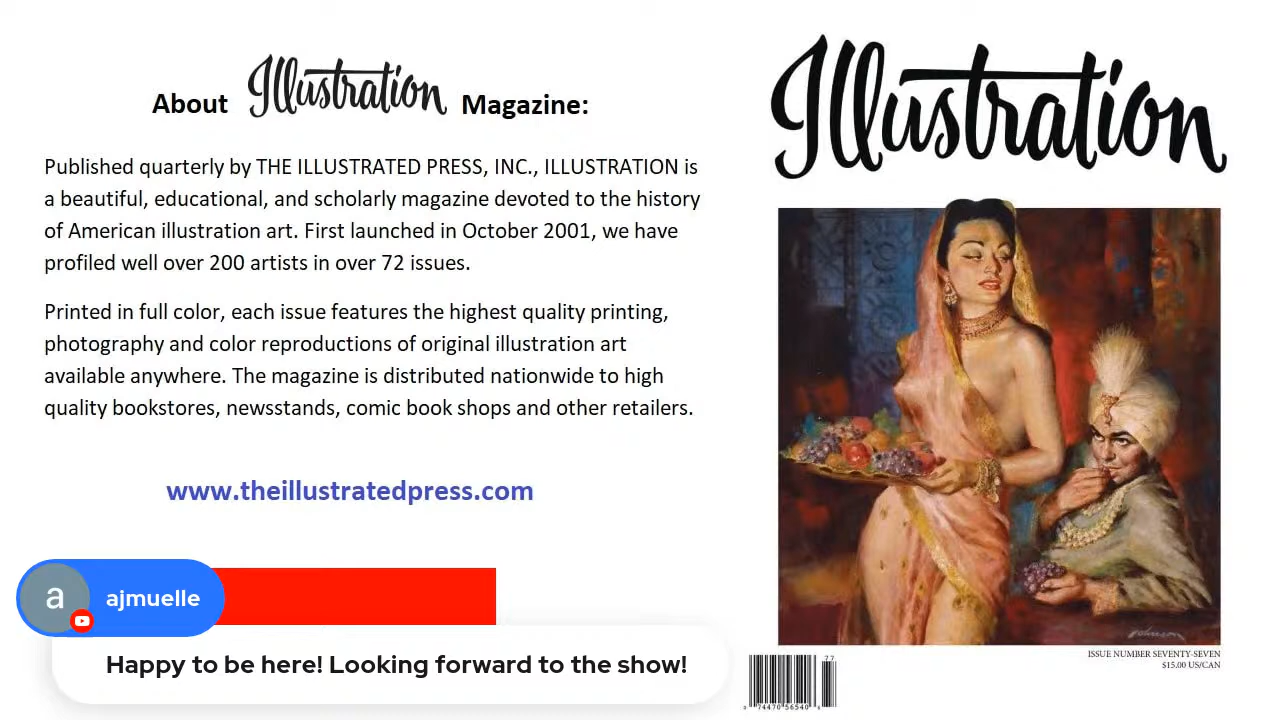 About Illustration Magazine:
Published quarterly by THE ILLUSTRATED PRESS, INC., ILLUSTRATION is
a beautiful, educational, and scholarly magazine devoted to the history
of American illustration art. First launched in October 2001, we have
profiled well over 200 artists in over 72 issues.
Printed in full color, each issue features the highest quality printing,
photography and color reproductions of original illustration art
available anywhere. The magazine is distributed nationwide to high
quality bookstores, newsstands, comic book shops and other retailers.
www.theillustratedpress.com
a
ajmuelle
Happy to be here! Looking forward to the show!
Illustration
ISSUE NUMBER SEVENTY-SEVEN
$15.00 US/CAN
77
74470 56540